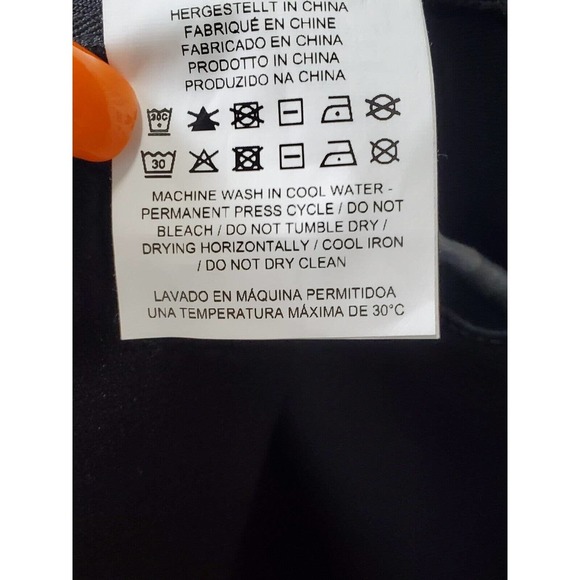 HERGESTELLT IN CHINA
FABRIQUÉ EN CHINE
FABRICADO EN CHINA
PRODOTTO IN CHINA
PRODUZIDO NA CHINA
30C
30
MACHINE WASH IN COOL WATER -
PERMANENT PRESS CYCLE / DO NOT
BLEACH / DO NOT TUMBLE DRY /
DRYING HORIZONTALLY / COOL IRON
/ DO NOT DRY CLEAN
LAVADO EN MÁQUINA PERMITIDOA
UNA TEMPERATURA MÁXIMA DE 30°C